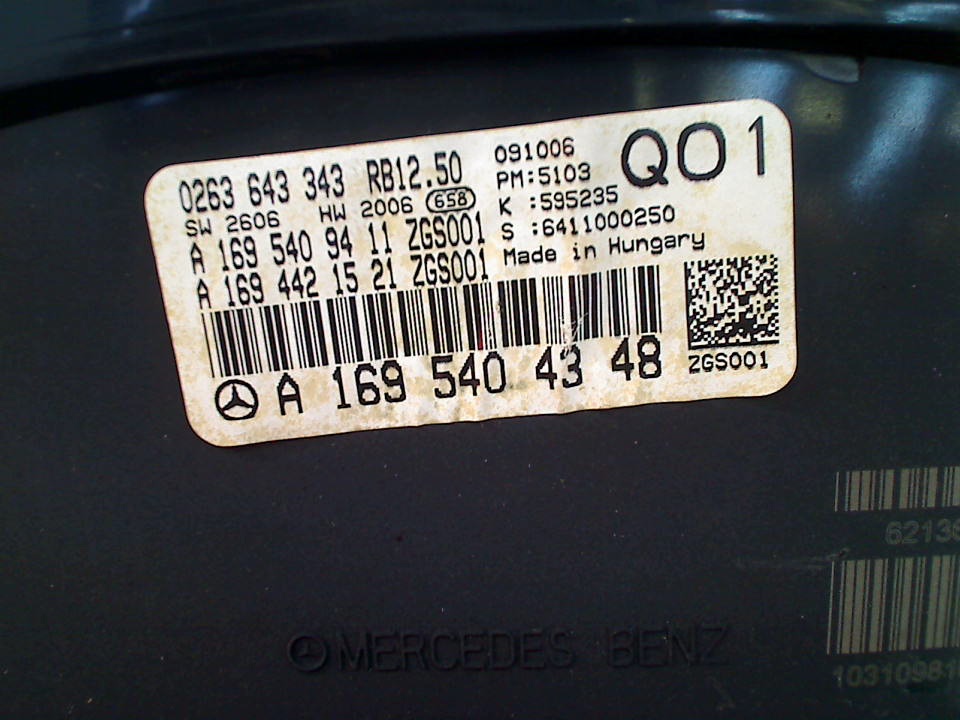 0263 643 343 RB12.50
SW 2606 HW 2006 658
A 169 540 94 11 ZGS001
A 169 442 15 21 ZGS001
091006
PM:5103
K :595235
S :6411000250
Made in Hungary
Q01
A 169 540 43 48
ZGS001
MERCEDES BENZ